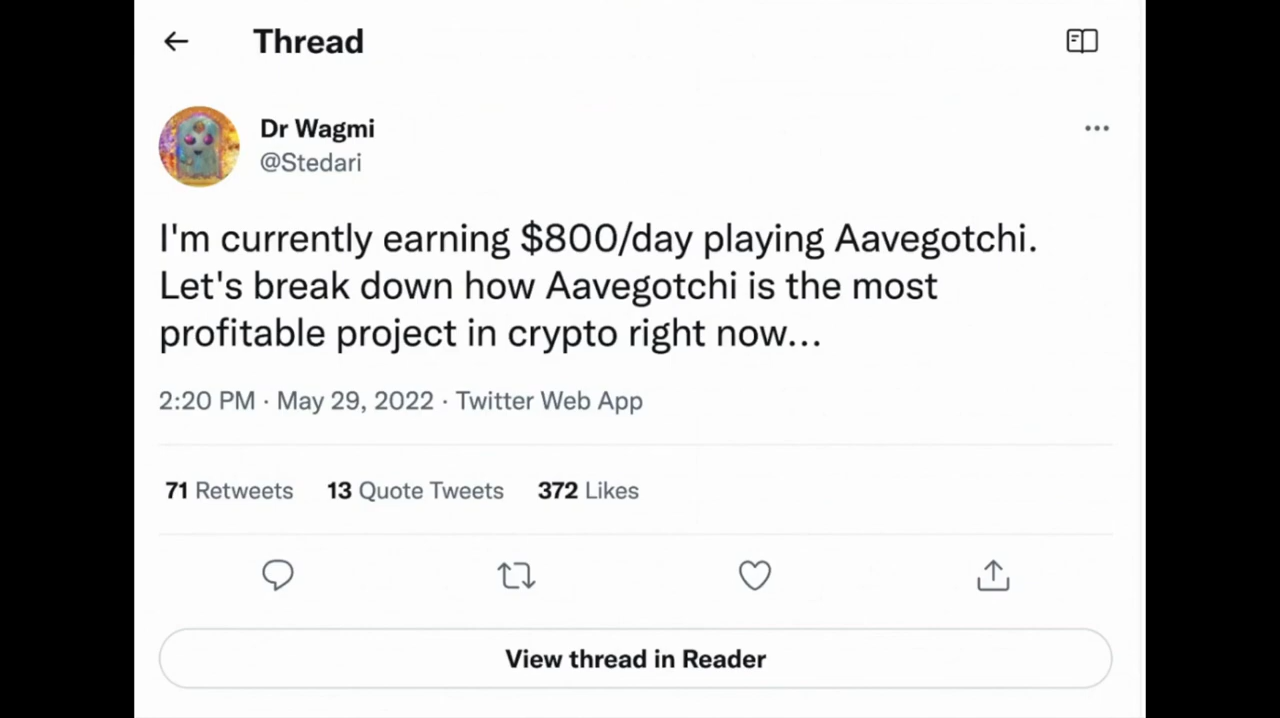 Thread
Dr Wagmi
@Stedari
I'm currently earning $800/day playing Aavegotchi.
Let's break down how Aavegotchi is the most
profitable project in crypto right now...
2:20 PM · May 29, 2022 · Twitter Web App
71 Retweets 13 Quote Tweets 372 Likes
View thread in Reader